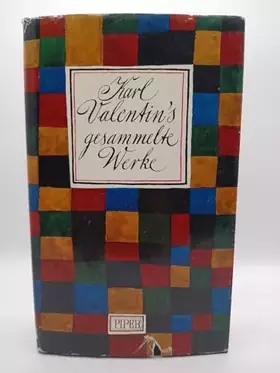 Karl
Valentin's
gesammelte
Werke
PIPER